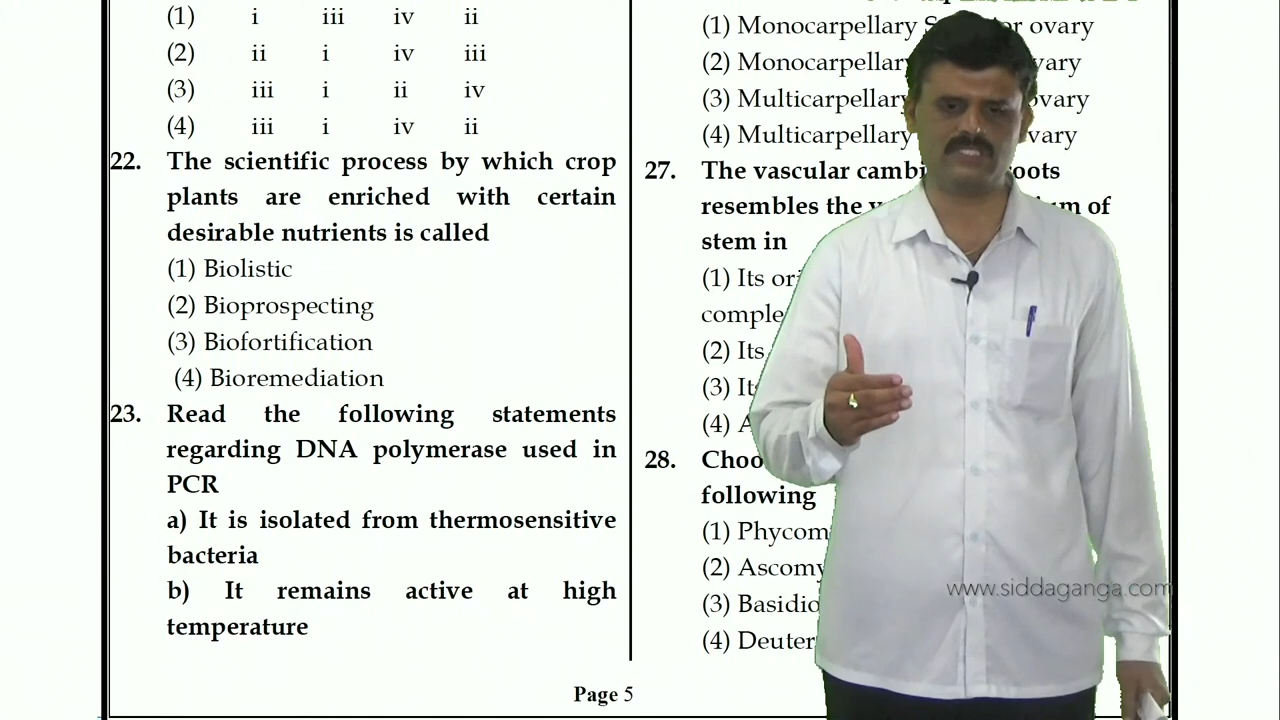 (1) i iii iv ii
(2) ii i iv iii
(3) iii i ii iv
(4) iii i iv ii
22. The scientific process by which crop
plants are enriched with certain
desirable nutrients is called
(1) Biolistic
(2) Bioprospecting
(3) Biofortification
(4) Bioremediation
23. Read the following statements
regarding DNA polymerase used in
PCR
a) It is isolated from thermosensitive
bacteria
b) It remains active at high
temperature
(1) Monocarpellary ovary
(2) Monocarpellary
(3) Multicarpellary ovary
(4) Multicarpellary
27. The vascular roots
resembles the of
stem in
(1) Its
(2) Its
(3)
(4)
28.
following
(1)
(2)
(3)
(4)
www.siddaganga.com
Page 5